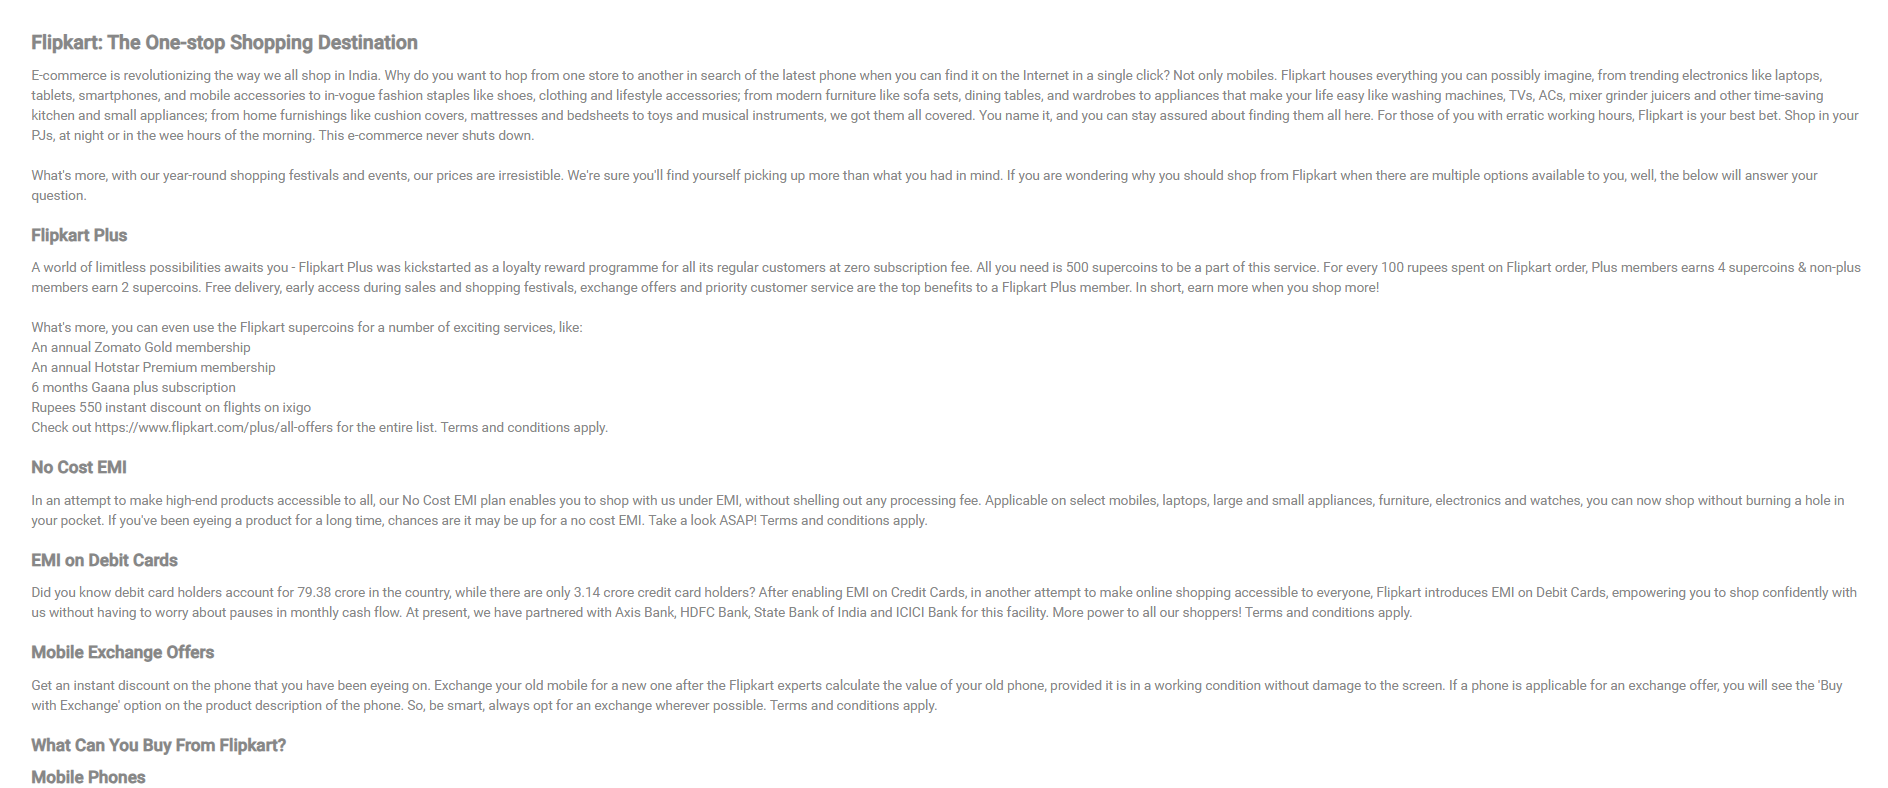 Flipkart: The One-stop Shopping Destination
E-commerce is revolutionizing the way we all shop in India. Why do you want to hop from one store to another in search of the latest phone when you can find it on the Internet in a single click? Not only mobiles. Flipkart houses everything you can possibly imagine, from trending electronics like laptops,
tablets, smartphones, and mobile accessories to in-vogue fashion staples like shoes, clothing and lifestyle accessories; from modern furniture like sofa sets, dining tables, and wardrobes to appliances that make your life easy like washing machines, TVs, ACs, mixer grinder juicers and other time-saving
kitchen and small appliances; from home furnishings like cushion covers, mattresses and bedsheets to toys and musical instruments, we got them all covered. You name it, and you can stay assured about finding them all here. For those of you with erratic working hours, Flipkart is your best bet. Shop in your
PJs, at night or in the wee hours of the morning. This e-commerce never shuts down.
What's more, with our year-round shopping festivals and events, our prices are irresistible. We're sure you'll find yourself picking up more than what you had in mind. If you are wondering why you should shop from Flipkart when there are multiple options available to you, well, the below will answer your
question.
Flipkart Plus
A world of limitless possibilities awaits you - Flipkart Plus was kickstarted as a loyalty reward programme for all its regular customers at zero subscription fee. All you need is 500 supercoins to be a part of this service. For every 100 rupees spent on Flipkart order, Plus members earns 4 supercoins & non-plus
members earn 2 supercoins. Free delivery, early access during sales and shopping festivals, exchange offers and priority customer service are the top benefits to a Flipkart Plus member. In short, earn more when you shop more!
What's more, you can even use the Flipkart supercoins for a number of exciting services, like:
An annual Zomato Gold membership
An annual Hotstar Premium membership
6 months Gaana plus subscription
Rupees 550 instant discount on flights on ixigo
Check out https://www.flipkart.com/plus/all-offers for the entire list. Terms and conditions apply.
No Cost EMI
In an attempt to make high-end products accessible to all, our No Cost EMI plan enables you to shop with us under EMI, without shelling out any processing fee. Applicable on select mobiles, laptops, large and small appliances, furniture, electronics and watches, you can now shop without burning a hole in
your pocket. If you've been eyeing a product for a long time, chances are it may be up for a no cost EMI. Take a look ASAP! Terms and conditions apply.
EMI on Debit Cards
Did you know debit card holders account for 79.38 crore in the country, while there are only 3.14 crore credit card holders? After enabling EMI on Credit Cards, in another attempt to make online shopping accessible to everyone, Flipkart introduces EMI on Debit Cards, empowering you to shop confidently with
us without having to worry about pauses in monthly cash flow. At present, we have partnered with Axis Bank, HDFC Bank, State Bank of India and ICICI Bank for this facility. More power to all our shoppers! Terms and conditions apply.
Mobile Exchange Offers
Get an instant discount on the phone that you have been eyeing on. Exchange your old mobile for a new one after the Flipkart experts calculate the value of your old phone, provided it is in a working condition without damage to the screen. If a phone is applicable for an exchange offer, you will see the 'Buy
with Exchange' option on the product description of the phone. So, be smart, always opt for an exchange wherever possible. Terms and conditions apply.
What Can You Buy From Flipkart?
Mobile Phones